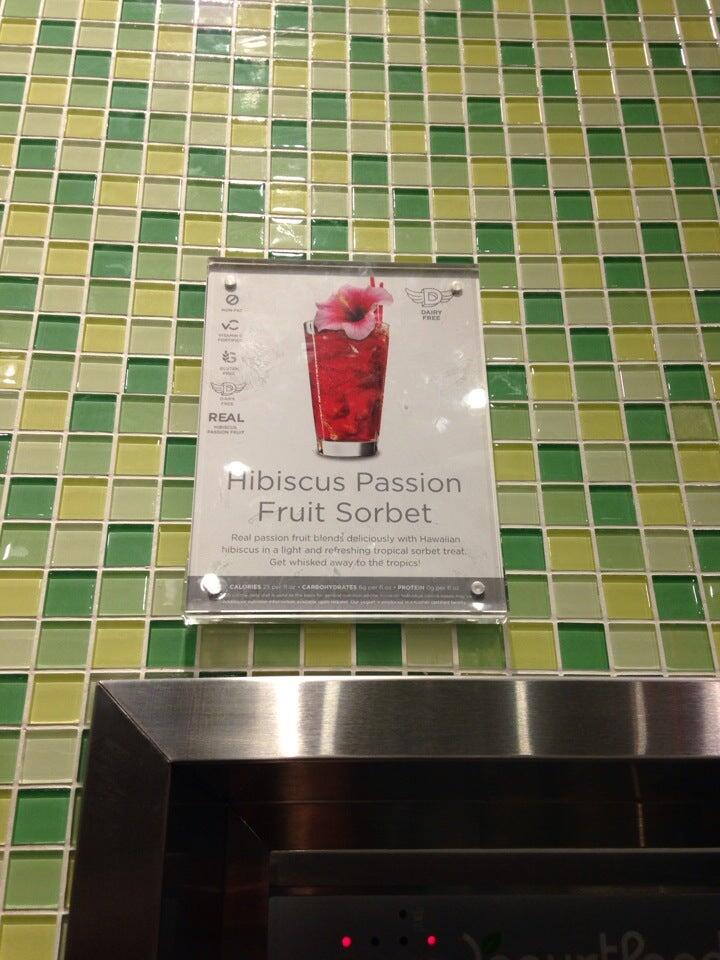 NON-FAT
VC
VITAMIN C
FORTIFIED
G
GLUTEN
FREE
D
DAIRY
FREE
REAL
HIBISCUS
PASSION FRUIT
D
DAIRY
FREE
Hibiscus Passion
Fruit Sorbet
Real passion fruit blends deliciously with Hawaiian
hibiscus in a light and refreshing tropical sorbet treat.
Get whisked away to the tropics!
CALORIES 25 per fl oz • CARBOHYDRATES 6g per fl oz • PROTEIN 0g per fl oz